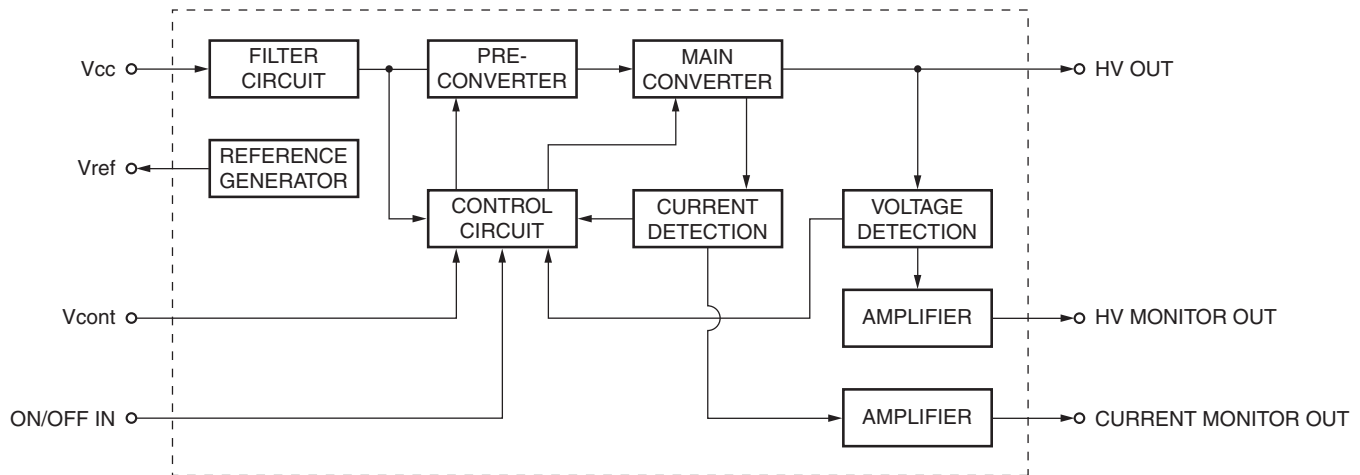 Vcc
FILTER
CIRCUIT
PRE-
CONVERTER
MAIN
CONVERTER
HV OUT
Vref
REFERENCE
GENERATOR
CONTROL
CIRCUIT
CURRENT
DETECTION
VOLTAGE
DETECTION
Vcont
AMPLIFIER
HV MONITOR OUT
ON/OFF IN
AMPLIFIER
CURRENT MONITOR OUT